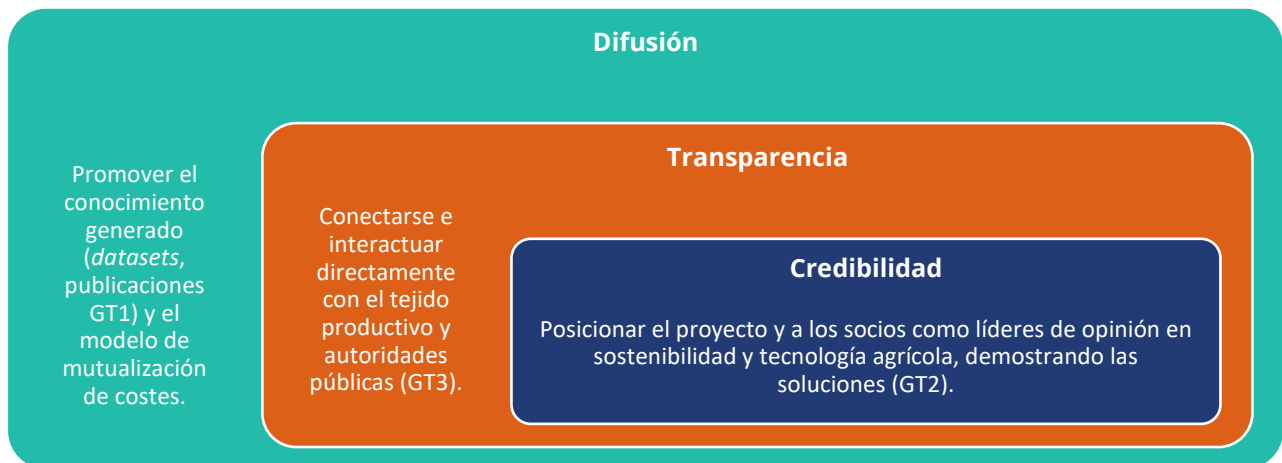 Difusión
Promover el
conocimiento
generado
(datasets,
publicaciones
GT1) y el
modelo de
mutualización
de costes.
Transparencia
Conectarse e
interactuar
directamente
con el tejido
productivo y
autoridades
públicas (GT3).
Credibilidad
Posicionar el proyecto y a los socios como líderes de opinión en
sostenibilidad y tecnología agrícola, demostrando las
soluciones (GT2).